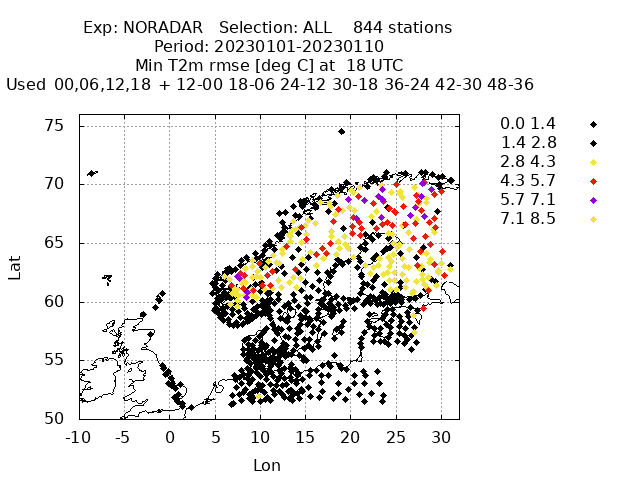 Exp: NORADAR   Selection: ALL    844 stations
Period: 20230101-20230110
Min T2m rmse [deg C] at  18 UTC
Used  00,06,12,18  + 12-00 18-06 24-12 30-18 36-24 42-30 48-36
0.0 1.4
1.4 2.8
2.8 4.3
4.3 5.7
5.7 7.1
7.1 8.5
75
70
65
60
55
50
Lat
-10 -5 0 5 10 15 20 25 30
Lon